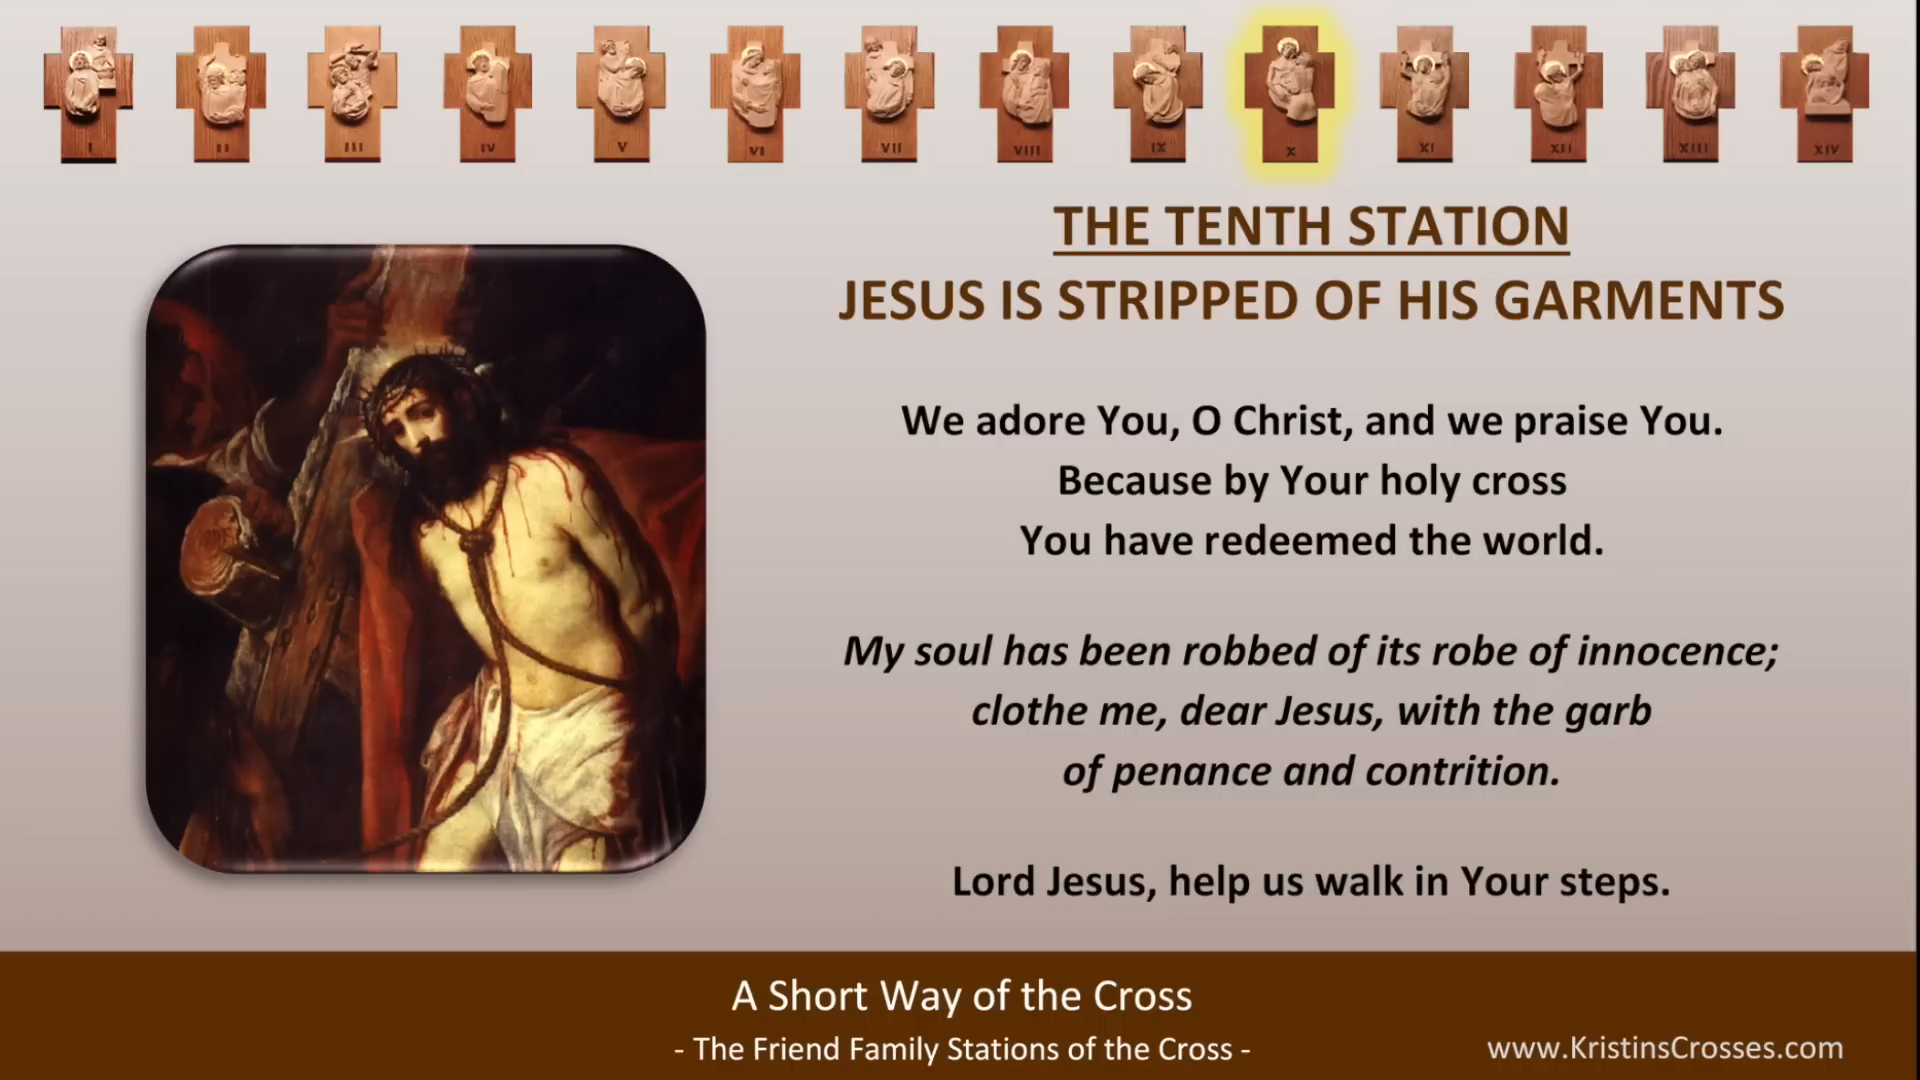 I
II
III
IV
V
VI
VII
VIII
IX
X
XI
XII
XIII
XIV
THE TENTH STATION
JESUS IS STRIPPED OF HIS GARMENTS
We adore You, O Christ, and we praise You.
Because by Your holy cross
You have redeemed the world.
My soul has been robbed of its robe of innocence;
clothe me, dear Jesus, with the garb
of penance and contrition.
Lord Jesus, help us walk in Your steps.
A Short Way of the Cross
- The Friend Family Stations of the Cross -
www.KristinsCrosses.com